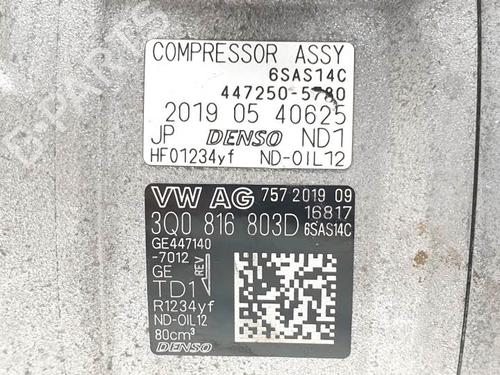 COMPRESSOR ASSY
6SAS14C
447250-5780
2019 05 40625
JP DENSO ND1
HFO1234yf ND-OIL12
VW AG 757 2019 09
16817
3Q0 816 803D 6SAS14C
GE447140
-7012
GE
REV
TD1
R1234yf
ND-OIL12
80cm³
DENSO